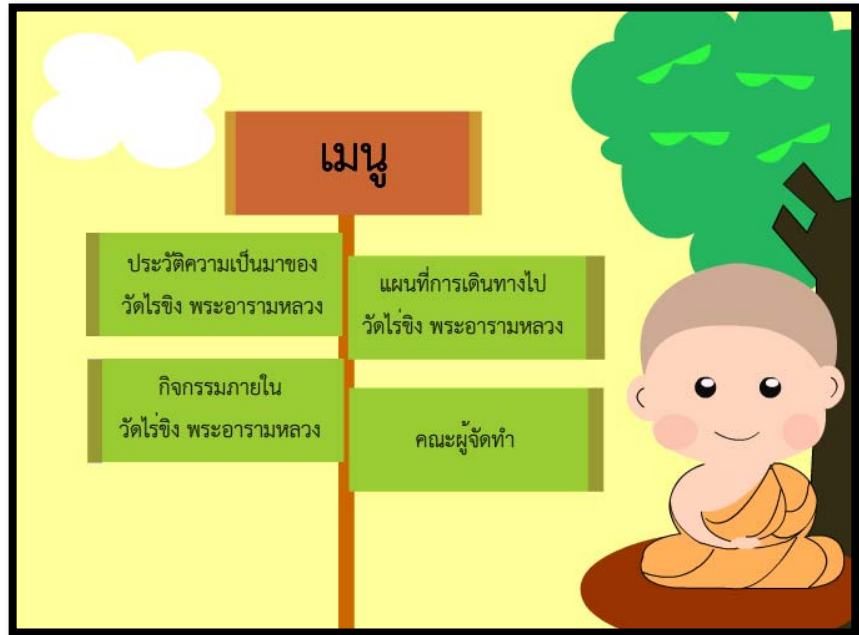 เมนู
ประวัติความเป็นมาของ
วัดไรขิง พระอารามหลวง
แผนที่การเดินทางไป
วัดไร่ขิง พระอารามหลวง
กิจกรรมภายใน
วัดไร่ขิง พระอารามหลวง
คณะผู้จัดทำ